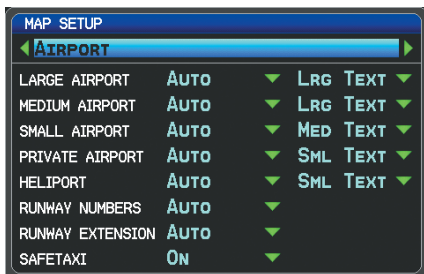 MAP SETUP
AIRPORT
LARGE AIRPORT AUTO LRG TEXT
MEDIUM AIRPORT AUTO LRG TEXT
SMALL AIRPORT AUTO MED TEXT
PRIVATE AIRPORT AUTO SML TEXT
HELIPORT AUTO SML TEXT
RUNWAY NUMBERS AUTO
RUNWAY EXTENSION AUTO
SAFETAXI ON